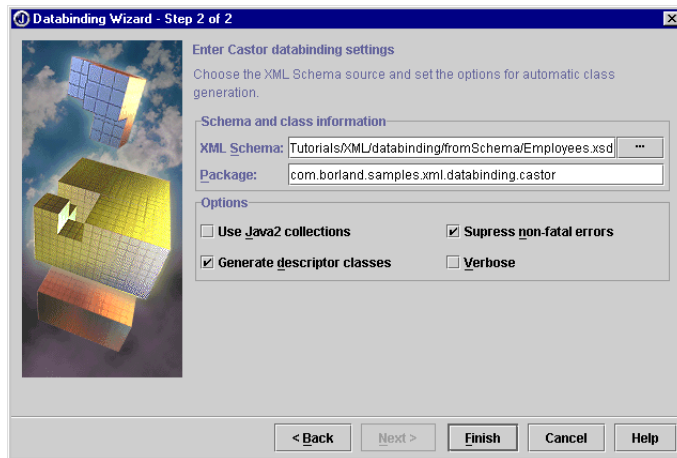 Databinding Wizard - Step 2 of 2
Enter Castor databinding settings
Choose the XML Schema source and set the options for automatic class
generation.
Schema and class information
XML Schema: Tutorials/XML/databinding/fromSchema/Employees.xsd ...
Package: com.borland.samples.xml.databinding.castor
Options
Use Java2 collections Supress non-fatal errors
Generate descriptor classes Verbose
< Back Next > Finish Cancel Help